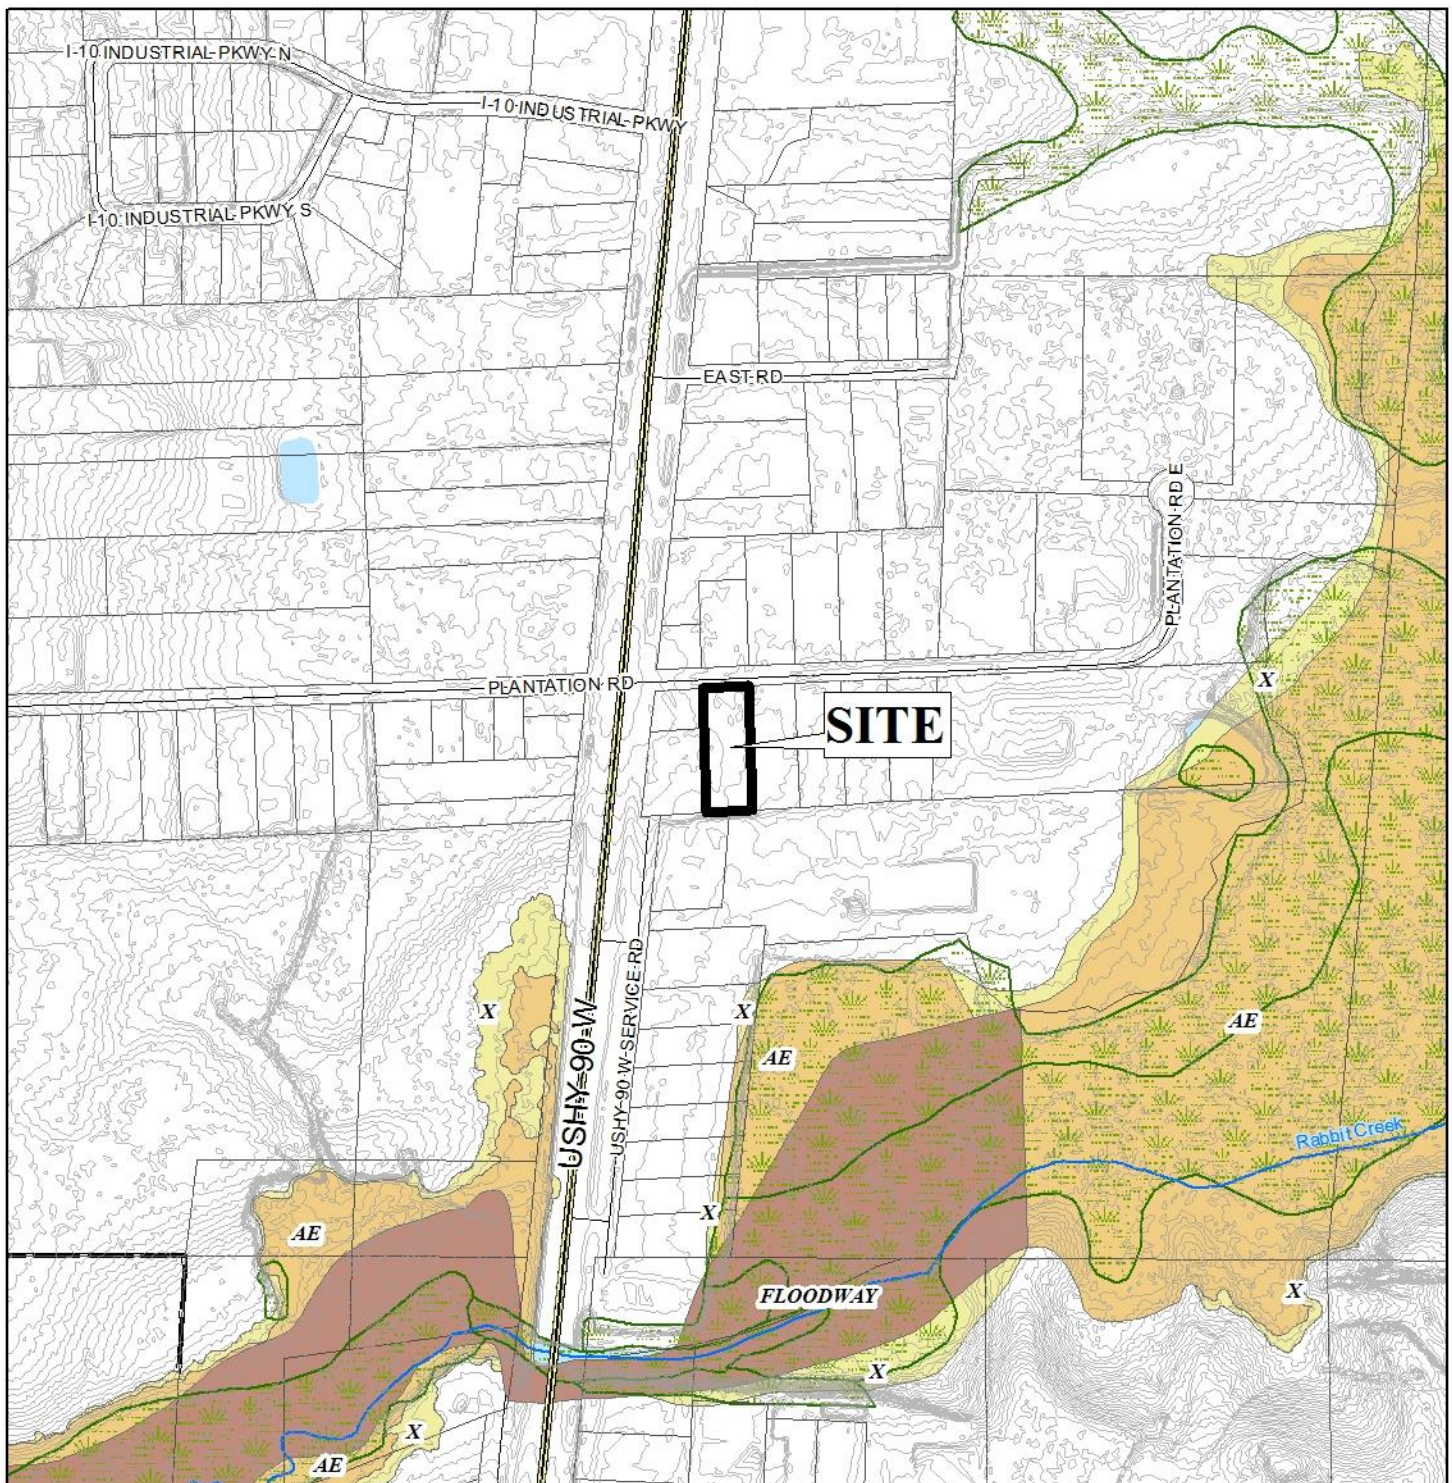 I-10 INDUSTRIAL PKWY N
I-10 INDUSTRIAL PKWY
I-10 INDUSTRIAL PKWY S
EAST RD
PLANTATION RD E
X
PLANTATION RD
SITE
X
X
USHY 90 W
USHY 90 W SERVICE RD
AE
AE
Rabbit Creek
X
AE
FLOODWAY
X
X
X
AE